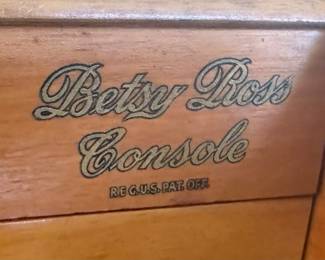 Betsy Ross
Console
REG.U.S.PAT. OFF.